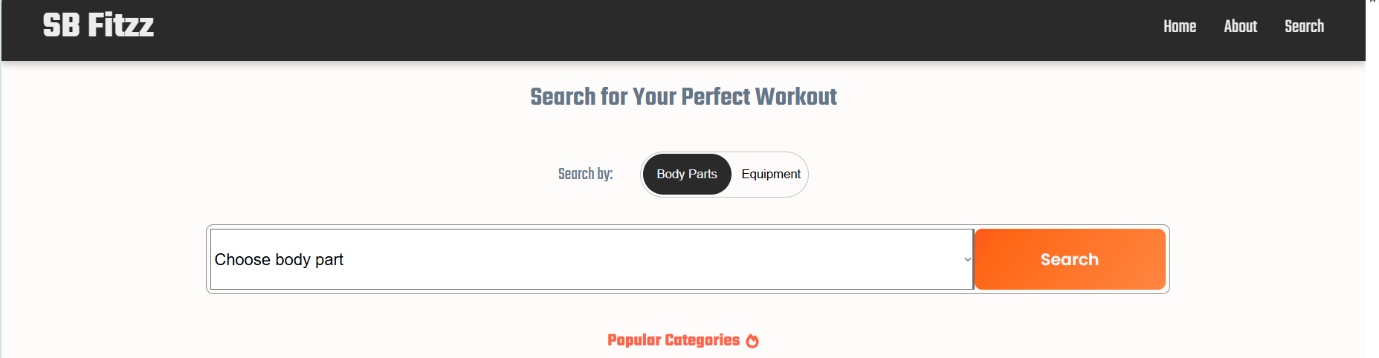 SB Fitzz
Home About Search
Search for Your Perfect Workout
Search by: Body Parts Equipment
Choose body part Search
Popular Categories